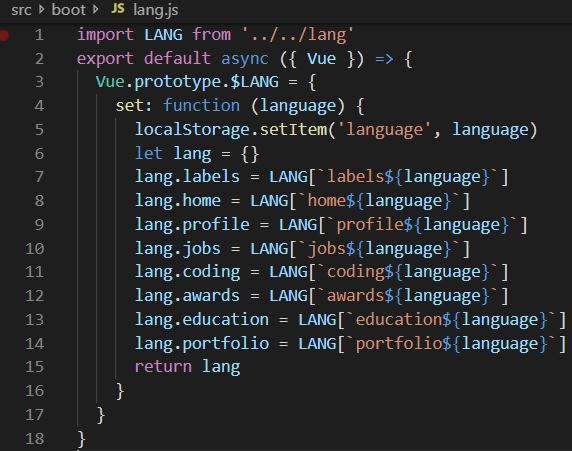 src > boot > JS lang.js
1 import LANG from '../../lang'
2 export default async ({ Vue }) => {
3   Vue.prototype.$LANG = {
4     set: function (language) {
5       localStorage.setItem('language', language)
6       let lang = {}
7       lang.labels = LANG[`labels${language}`]
8       lang.home = LANG[`home${language}`]
9       lang.profile = LANG[`profile${language}`]
10       lang.jobs = LANG[`jobs${language}`]
11       lang.coding = LANG[`coding${language}`]
12       lang.awards = LANG[`awards${language}`]
13       lang.education = LANG[`education${language}`]
14       lang.portfolio = LANG[`portfolio${language}`]
15       return lang
16     }
17   }
18 }